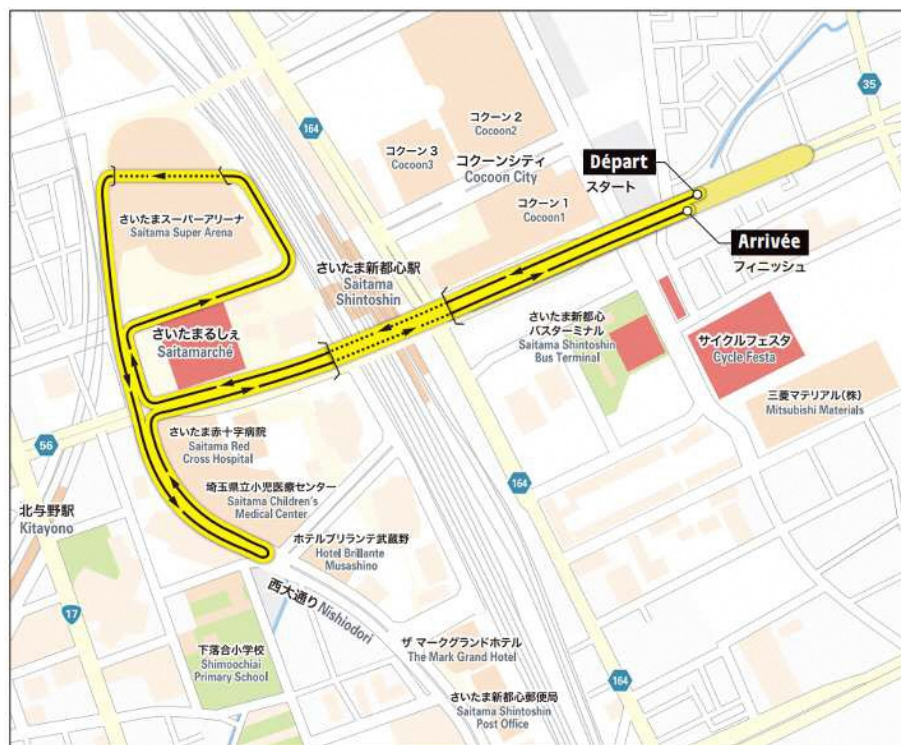 164
35
コクーン 2
Cocoon2
コクーン 3
Cocoon3
コクーンシティ
Cocoon City
Départ
スタート
コクーン 1
Cocoon1
さいたまスーパーアリーナ
Saitama Super Arena
Arrivée
フィニッシュ
さいたま新都心駅
Saitama
Shintoshin
さいたまるしぇ
Saitamarché
さいたま新都心
バスターミナル
Saitama Shintoshin
Bus Terminal
サイクルフェスタ
Cycle Festa
三菱マテリアル(株)
Mitsubishi Materials
56
さいたま赤十字病院
Saitama Red
Cross Hospital
164
埼玉県立小児医療センター
Saitama Children's
Medical Center
北与野駅
Kitayono
ホテルブリランテ武蔵野
Hotel Brillante
Musashino
西大通り Nishiodori
17
下落合小学校
Shimoochiai
Primary School
ザ マークグランドホテル
The Mark Grand Hotel
164
さいたま新都心郵便局
Saitama Shintoshin
Post Office